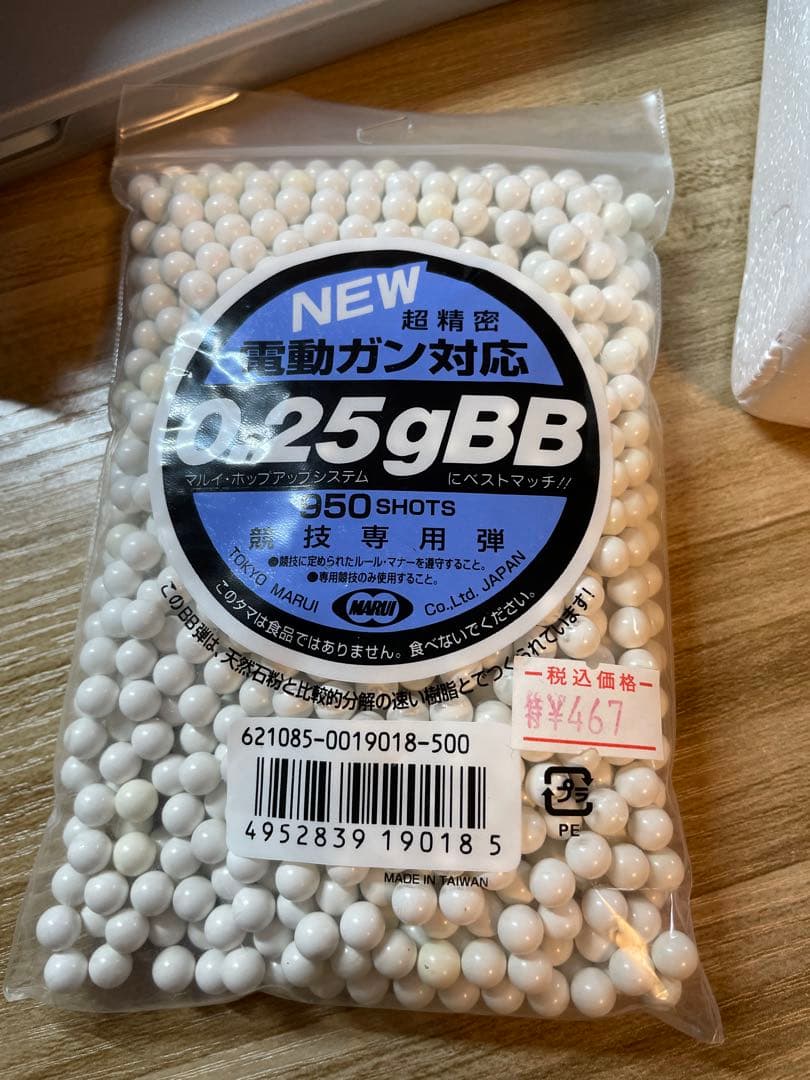 NEW
超精密
電動ガン対応
0.25gBB
マルイ・ホップアップシステム にベストマッチ!!
950 SHOTS
競技専用弾
●競技に定められたルール・マナーを遵守すること。
●専用競技のみ使用すること。
TOKYO MARUI MARUI Co.,Ltd. JAPAN
このタマは食品ではありません。食べないでください。
このBB弾は、天然石粉と比較的分解の速い樹脂とでつくられています!
税込価格
特¥467
621085-0019018-500
4952839190185
プラ
PE
MADE IN TAIWAN